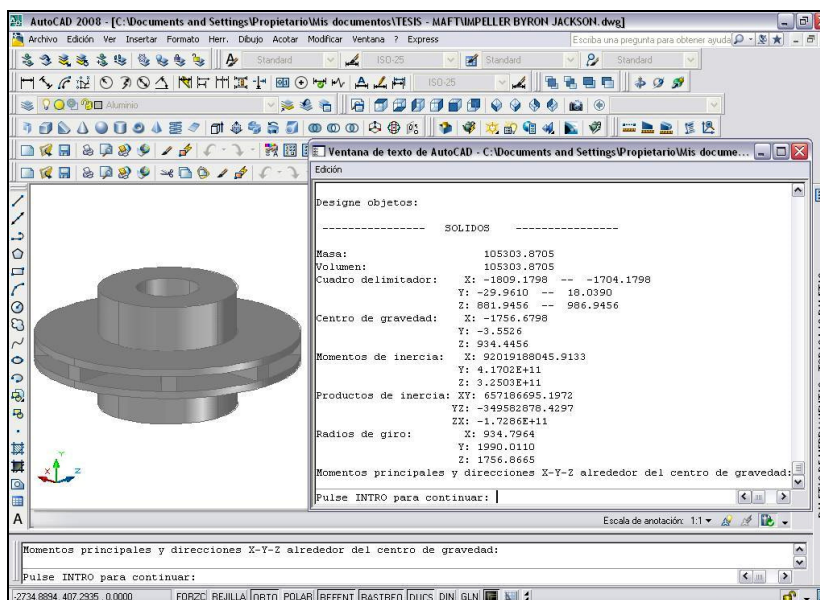 AutoCAD 2008 - [C:\Documents and Settings\Propietario\Mis documentos\TESIS - MAFT\IMPELLER BYRON JACKSON.dwg]
Archivo Edición Ver Insertar Formato Herr. Dibujo Acotar Modificar Ventana ? Express Escriba una pregunta para obtener ayuda
Standard ISO-25 Standard Standard
ISO-25
Aluminio
Ventana de texto de AutoCAD - C:\Documents and Settings\Propietario\Mis docume...
Edición
Designe objetos:
---------------- SOLIDOS ----------------
Masa: 105303.8705
Volumen: 105303.8705
Cuadro delimitador: X: -1809.1798 -- -1704.1798
Y: -29.9610 -- 18.0390
Z: 881.9456 -- 986.9456
Centro de gravedad: X: -1756.6798
Y: -3.5526
Z: 934.4456
Momentos de inercia: X: 92019188045.9133
Y: 4.1702E+11
Z: 3.2503E+11
Productos de inercia: XY: 657186695.1972
YZ: -349582878.4297
ZX: -1.7286E+11
Radios de giro: X: 934.7964
Y: 1990.0110
Z: 1756.8665
Momentos principales y direcciones X-Y-Z alrededor del centro de gravedad:
Pulse INTRO para continuar:
X Y Z
Escala de anotación: 1:1
Momentos principales y direcciones X-Y-Z alrededor del centro de gravedad:
Pulse INTRO para continuar:
-2734.8894, 407.2935 , 0.0000 FORZC REJILLA ORTO POLAR REFENT RASTREO DUCS DIN GLN